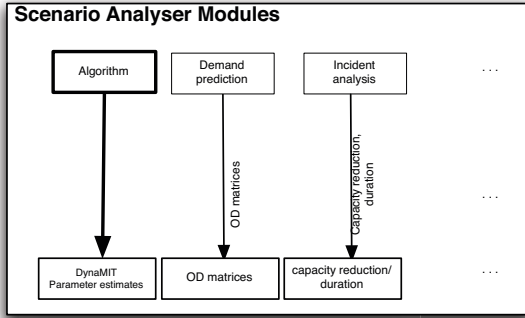 Scenario Analyser Modules
Algorithm
Demand
prediction
Incident
analysis
. . .
OD matrices
Capacity reduction,
duration
. . .
DynaMIT
Parameter estimates
OD matrices
capacity reduction/
duration
. . .